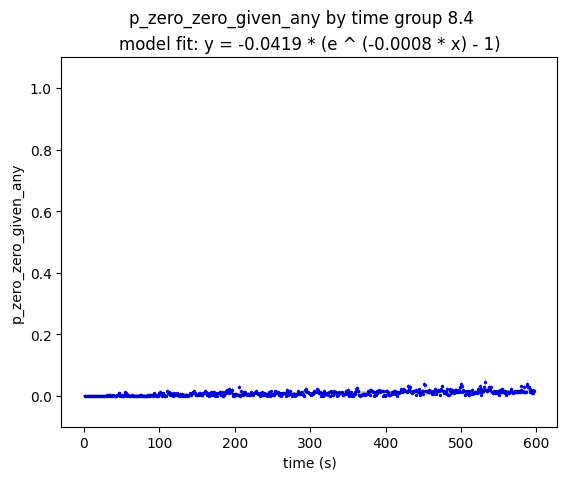 p_zero_zero_given_any by time group 8.4
model fit: y = -0.0419 * (e ^ (-0.0008 * x) - 1)
1.0
0.8
0.6
0.4
0.2
0.0
p_zero_zero_given_any
0 100 200 300 400 500 600
time (s)